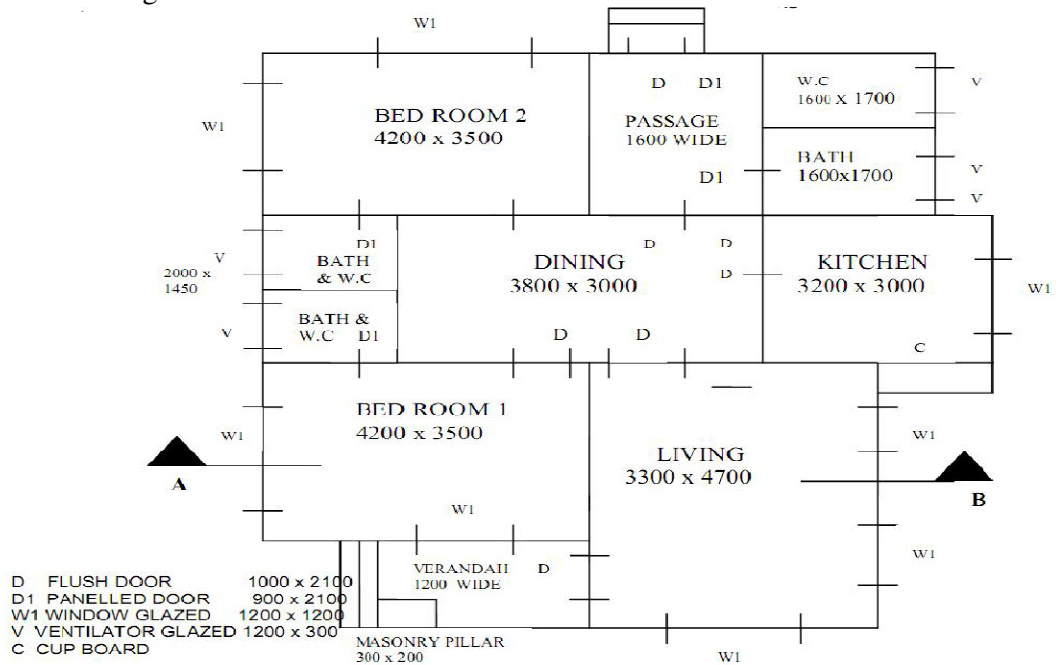 W1
D D1
W.C
1600 X 1700
V
W1
BED ROOM 2
4200 x 3500
PASSAGE
1600 WIDE
BATH
1600x1700
D1
V
V
D1
BATH
& W.C
V
2000 x
1450
DINING
3800 x 3000
D
D
D
KITCHEN
3200 x 3000
W1
BATH &
W.C D1
V
D
D
C
BED ROOM 1
4200 x 3500
W1
W1
LIVING
3300 x 4700
A
B
W1
VERANDAH
1200 WIDE
D
W1
D FLUSH DOOR 1000 x 2100
D1 PANELLED DOOR 900 x 2100
W1 WINDOW GLAZED 1200 x 1200
V VENTILATOR GLAZED 1200 x 300
C CUP BOARD
MASONRY PILLAR
300 x 200
W1